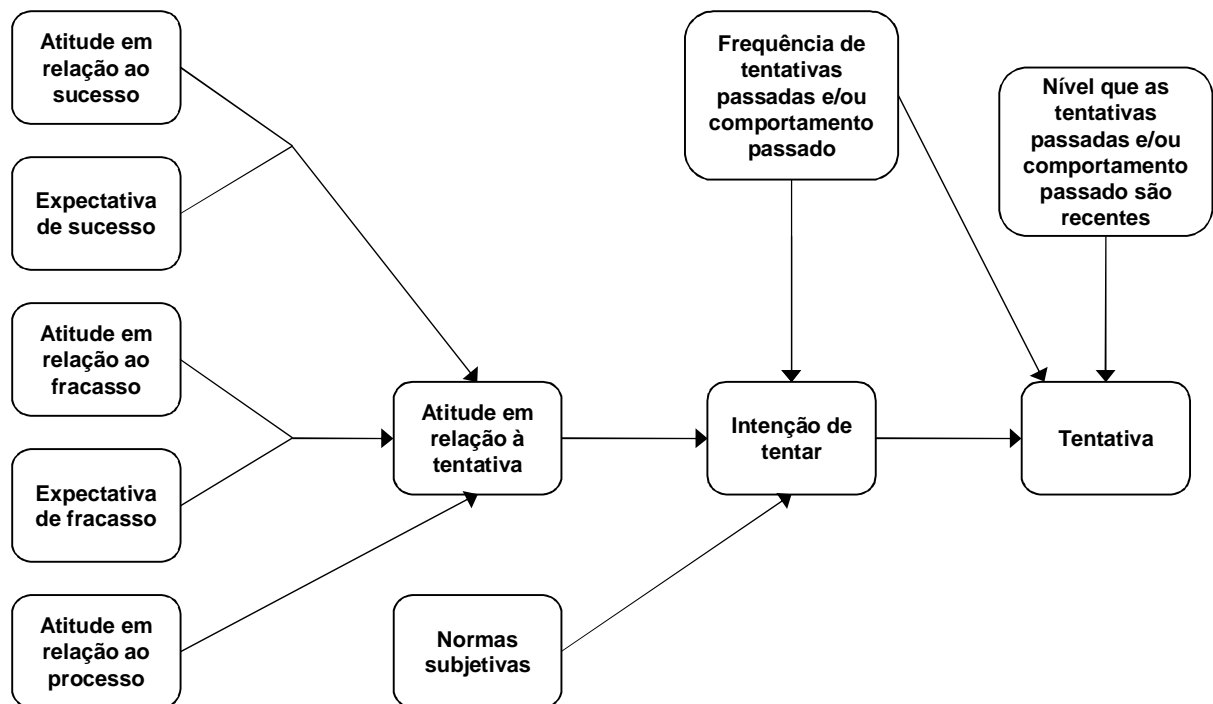 Atitude em
relação ao
sucesso
Expectativa
de sucesso
Atitude em
relação ao
fracasso
Expectativa
de fracasso
Atitude em
relação ao
processo
Atitude em
relação à
tentativa
Normas
subjetivas
Frequência de
tentativas
passadas e/ou
comportamento
passado
Intenção de
tentar
Nível que as
tentativas
passadas e/ou
comportamento
passado são
recentes
Tentativa